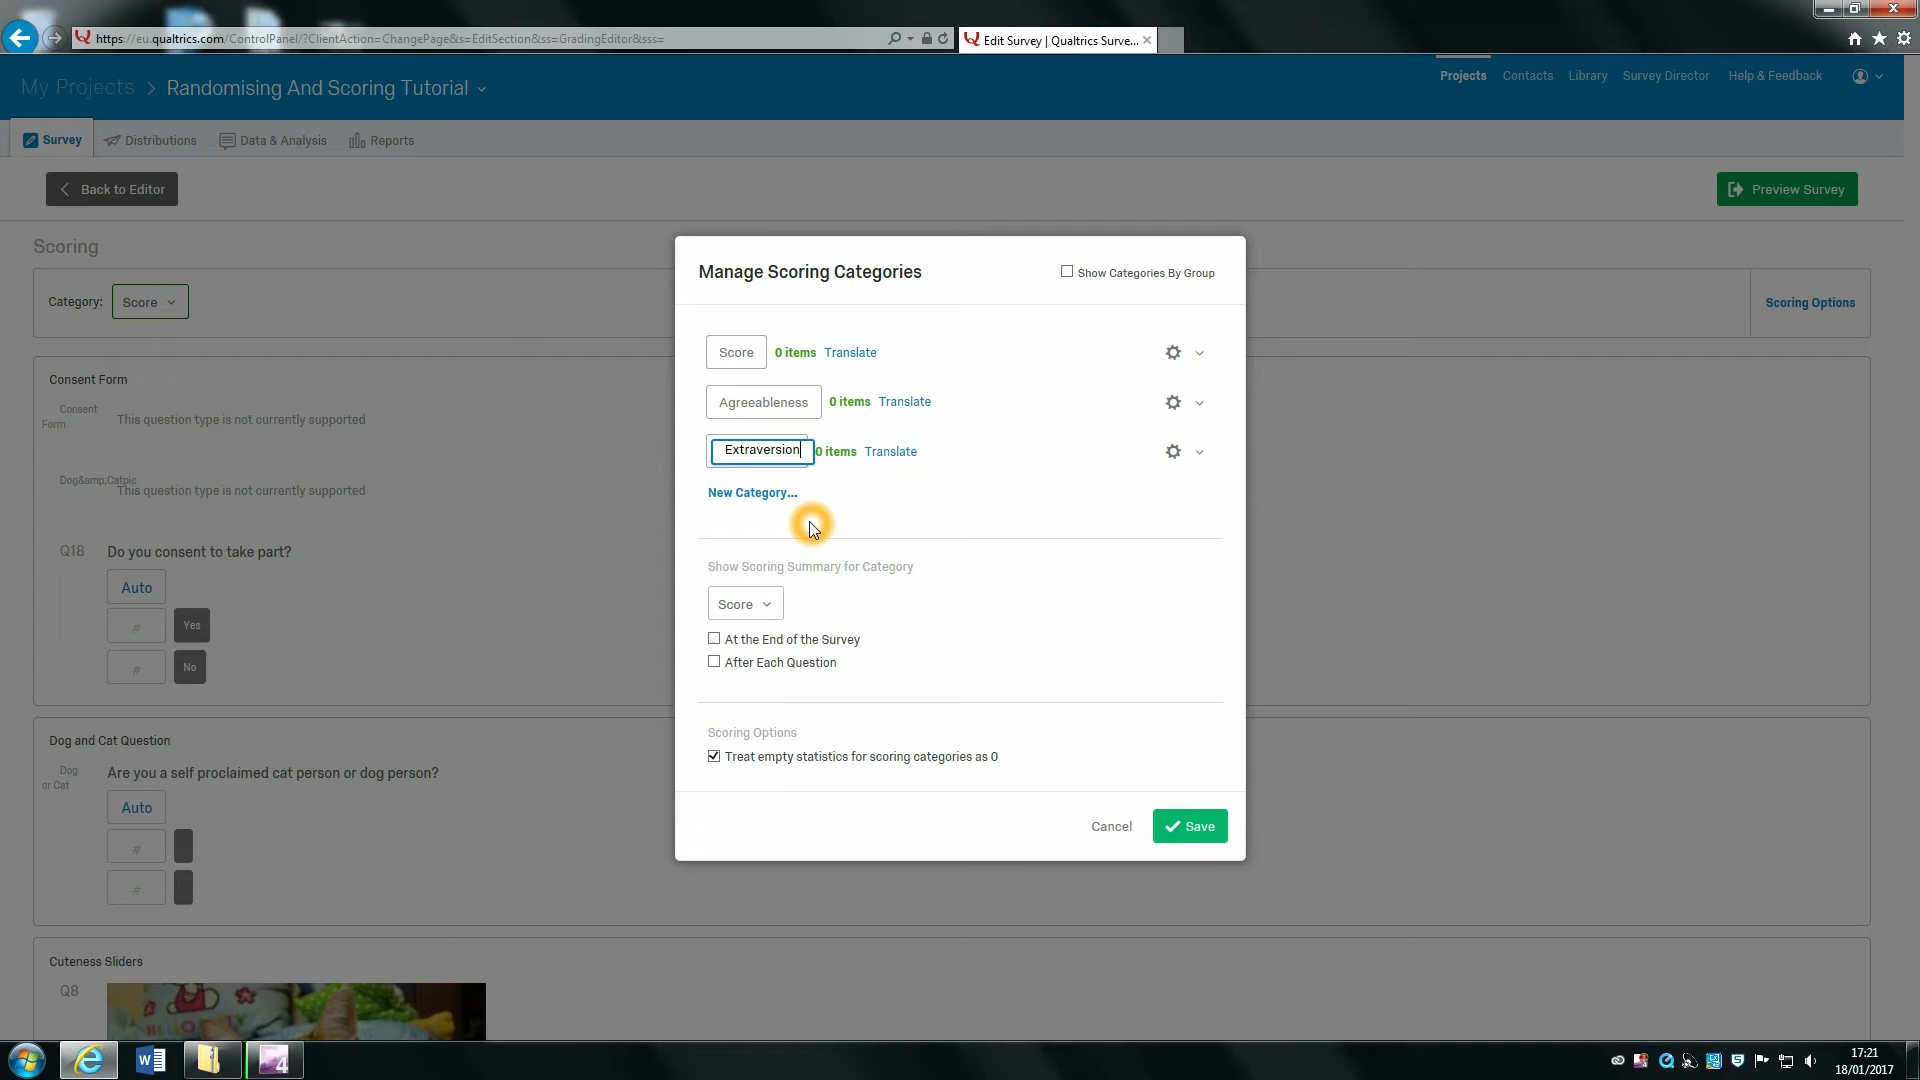 https://eu.qualtrics.com/ControlPanel/?ClientAction=ChangePage&s=EditSection&ss=GradingEditor&sss=
Edit Survey | Qualtrics Surve...
My Projects > Randomising And Scoring Tutorial
Projects Contacts Library Survey Director Help & Feedback
Survey Distributions Data & Analysis Reports
Back to Editor
Preview Survey
Scoring
Category: Score
Scoring Options
Manage Scoring Categories
Show Categories By Group
Score 0 items Translate
Agreeableness 0 items Translate
Extraversion 0 items Translate
New Category...
Show Scoring Summary for Category
Score
At the End of the Survey
After Each Question
Scoring Options
Treat empty statistics for scoring categories as 0
Cancel Save
Consent Form
Consent Form
This question type is not currently supported
Dog&amp;Catpic
This question type is not currently supported
Q18 Do you consent to take part?
Auto
# Yes
# No
Dog and Cat Question
Dog or Cat
Are you a self proclaimed cat person or dog person?
Auto
#
#
Cuteness Sliders
Q8
17:21
18/01/2017